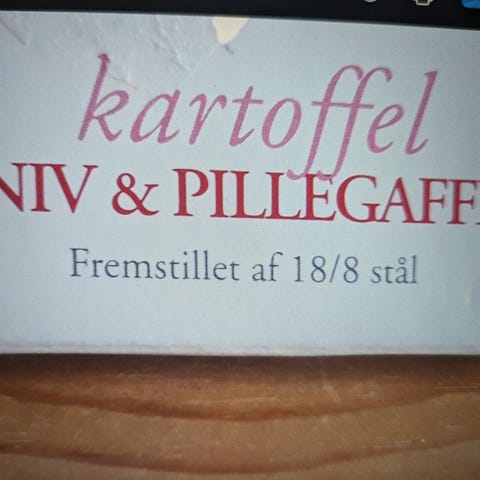 kartoffel
NIV & PILLEGAFF
Fremstillet af 18/8 stål